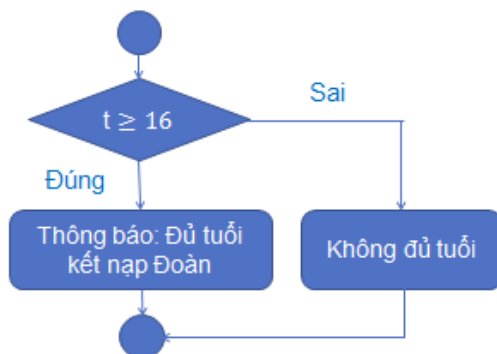 t ≥ 16
Sai
Đúng
Thông báo: Đủ tuổi
kết nạp Đoàn
Không đủ tuổi